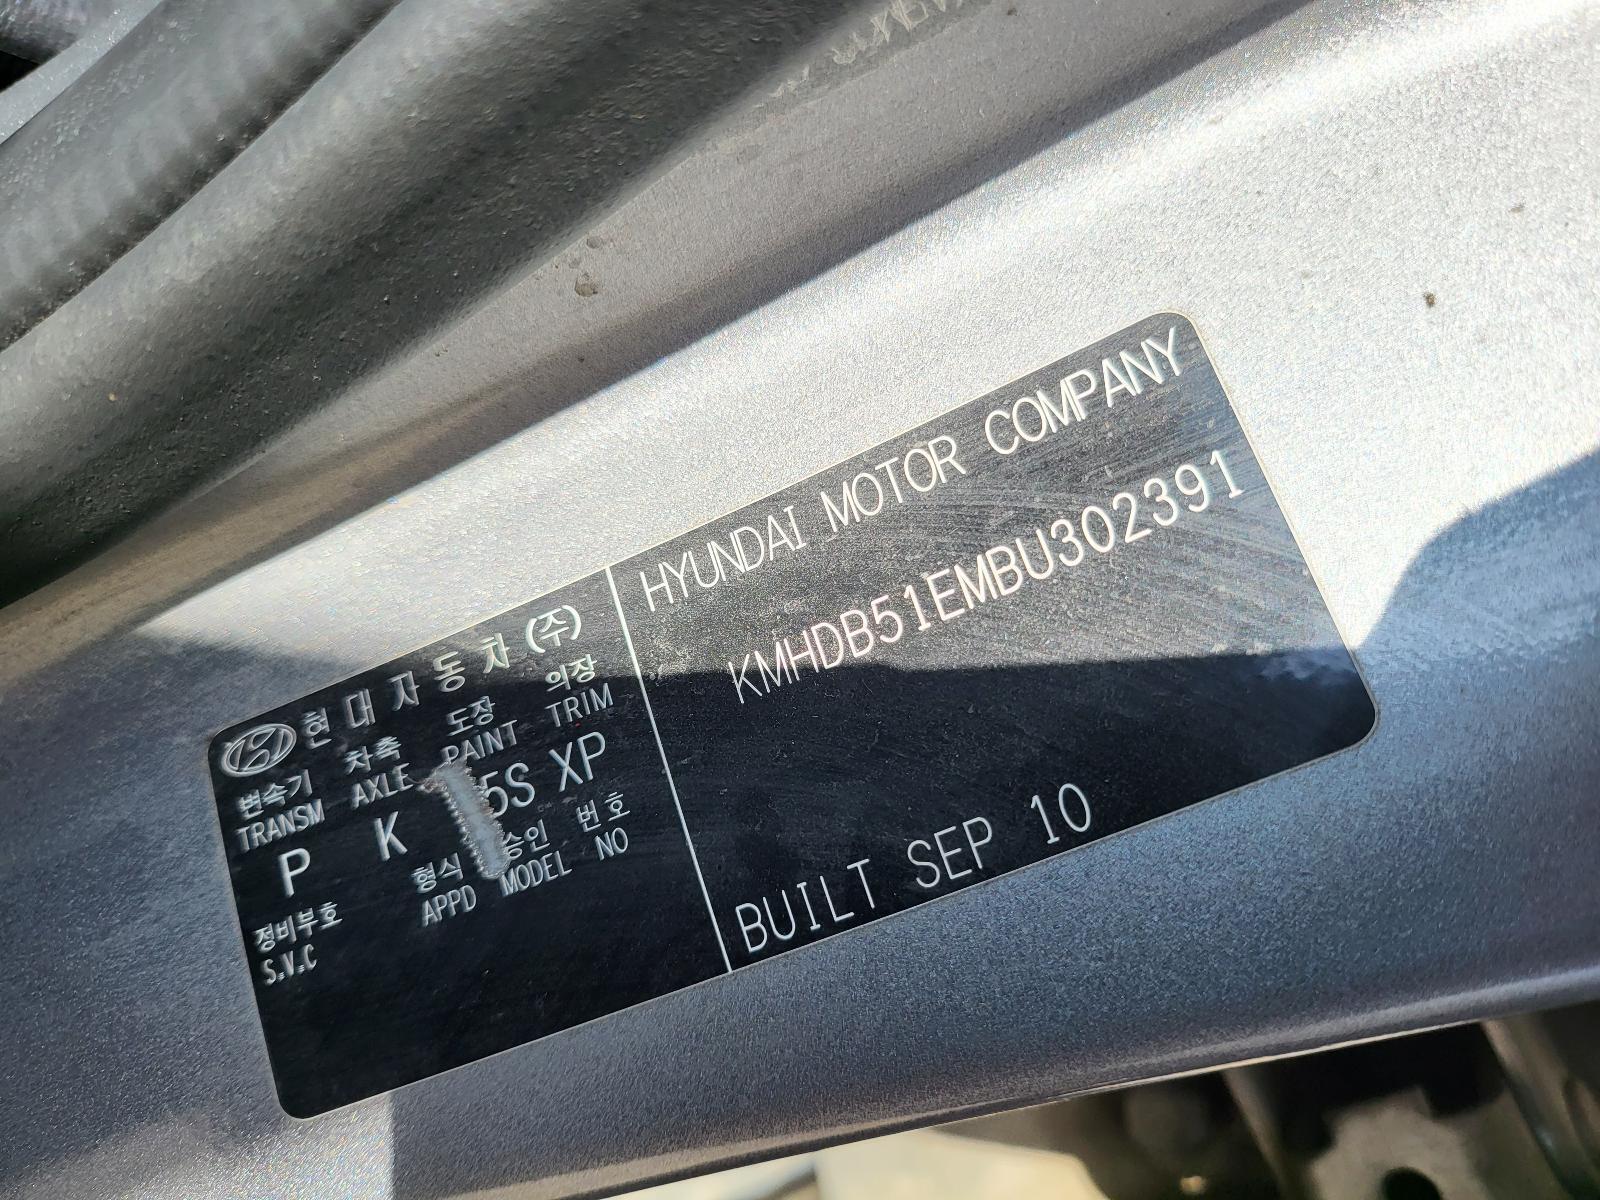 현대자동차(주)
변속기 차축 도장 의장
TRANSM AXLE PAINT TRIM
P K 5S XP
형식 승인 번호
APPD MODEL NO
정비부호
S.V.C
HYUNDAI MOTOR COMPANY
KMHDB51EMBU302391
BUILT SEP 10